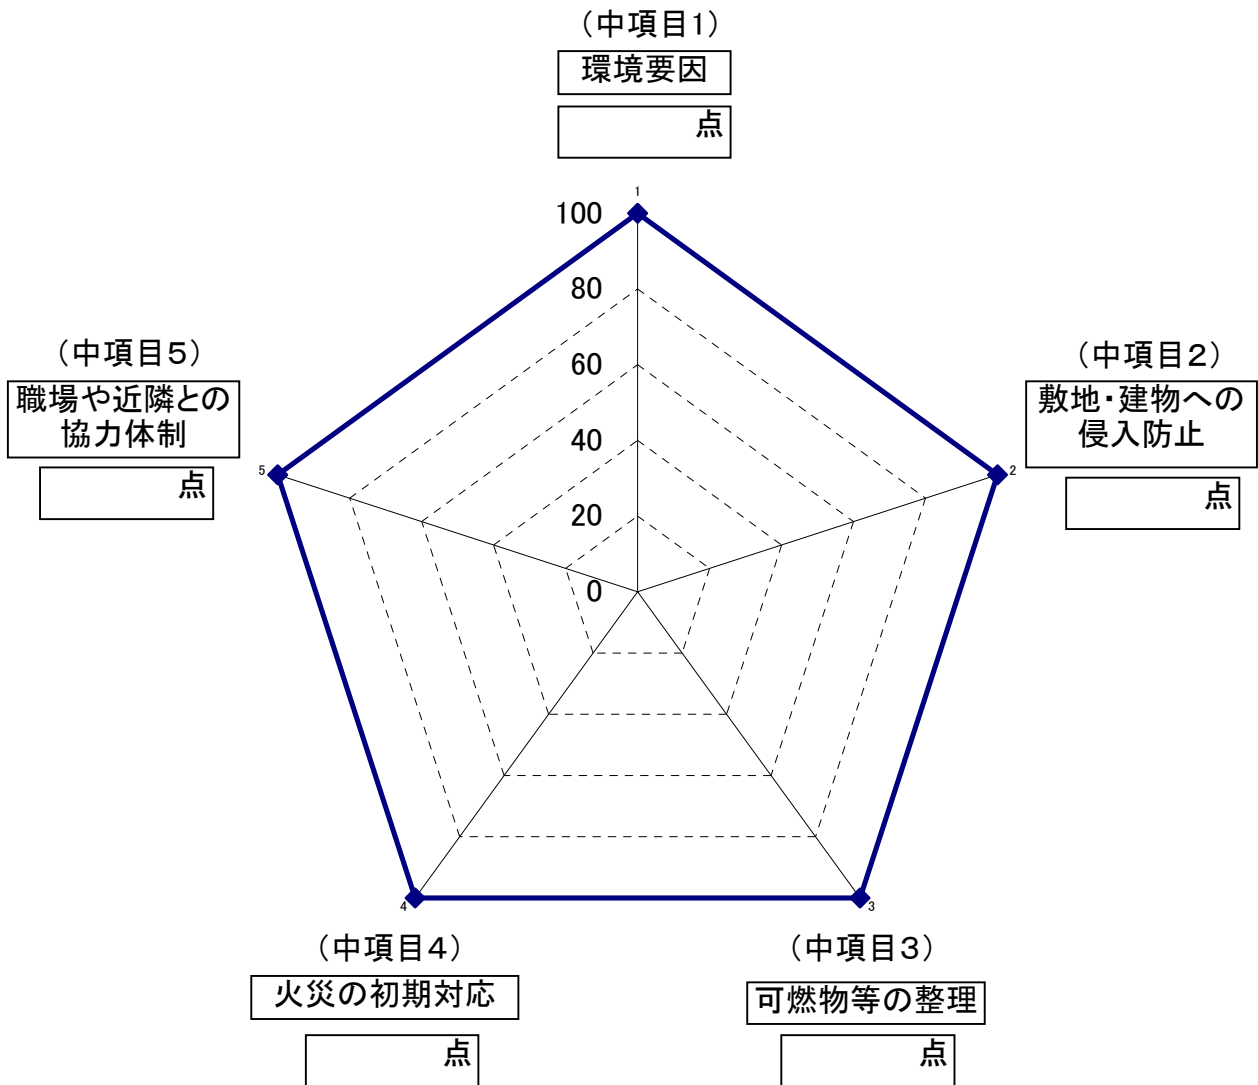 （中項目1）
環境要因
点
1
100
80
60
40
20
0
（中項目5）
職場や近隣との
協力体制
点
5
（中項目2）
敷地・建物への
侵入防止
点
2
4
3
（中項目4）
火災の初期対応
点
（中項目3）
可燃物等の整理
点